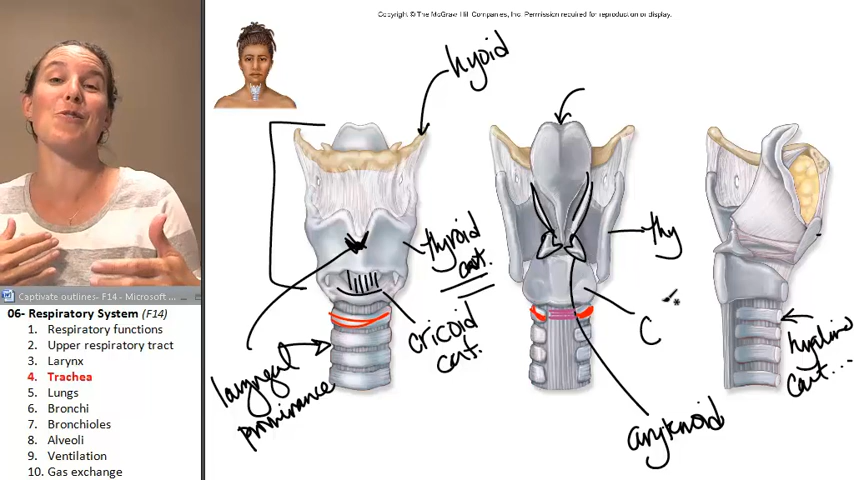 Copyright © The McGraw-Hill Companies, Inc. Permission required for reproduction or display.
hyoid
thyroid
cart.
thy
cricoid
cart.
C
laryngeal
prominance
hyaline
cart...
arytenoid
Captivate outlines- F14 - Microsoft ...
06- Respiratory System (F14)
1. Respiratory functions
2. Upper respiratory tract
3. Larynx
4. Trachea
5. Lungs
6. Bronchi
7. Bronchioles
8. Alveoli
9. Ventilation
10. Gas exchange